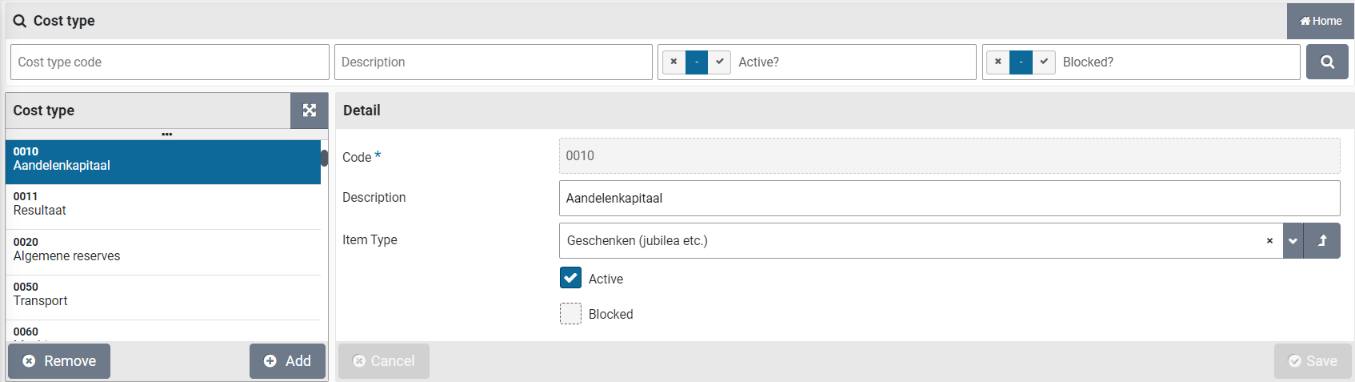 Cost type
Home
Cost type code
Description
- Active?
- Blocked?
Cost type
Detail
0010
Aandelenkapitaal
0011
Resultaat
0020
Algemene reserves
0050
Transport
0060
Remove
Add
Code *
0010
Description
Aandelenkapitaal
Item Type
Geschenken (jubilea etc.)
Active
Blocked
Cancel
Save